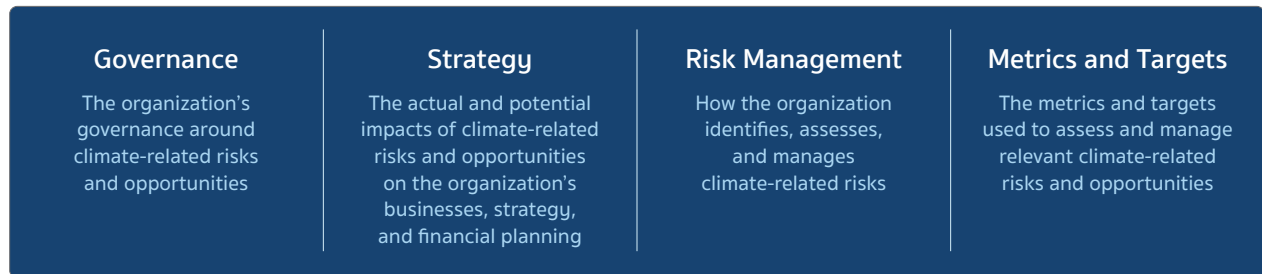 Governance
The organization's
governance around
climate-related risks
and opportunities
Strategy
The actual and potential
impacts of climate-related
risks and opportunities
on the organization's
businesses, strategy,
and financial planning
Risk Management
How the organization
identifies, assesses,
and manages
climate-related risks
Metrics and Targets
The metrics and targets
used to assess and manage
relevant climate-related
risks and opportunities